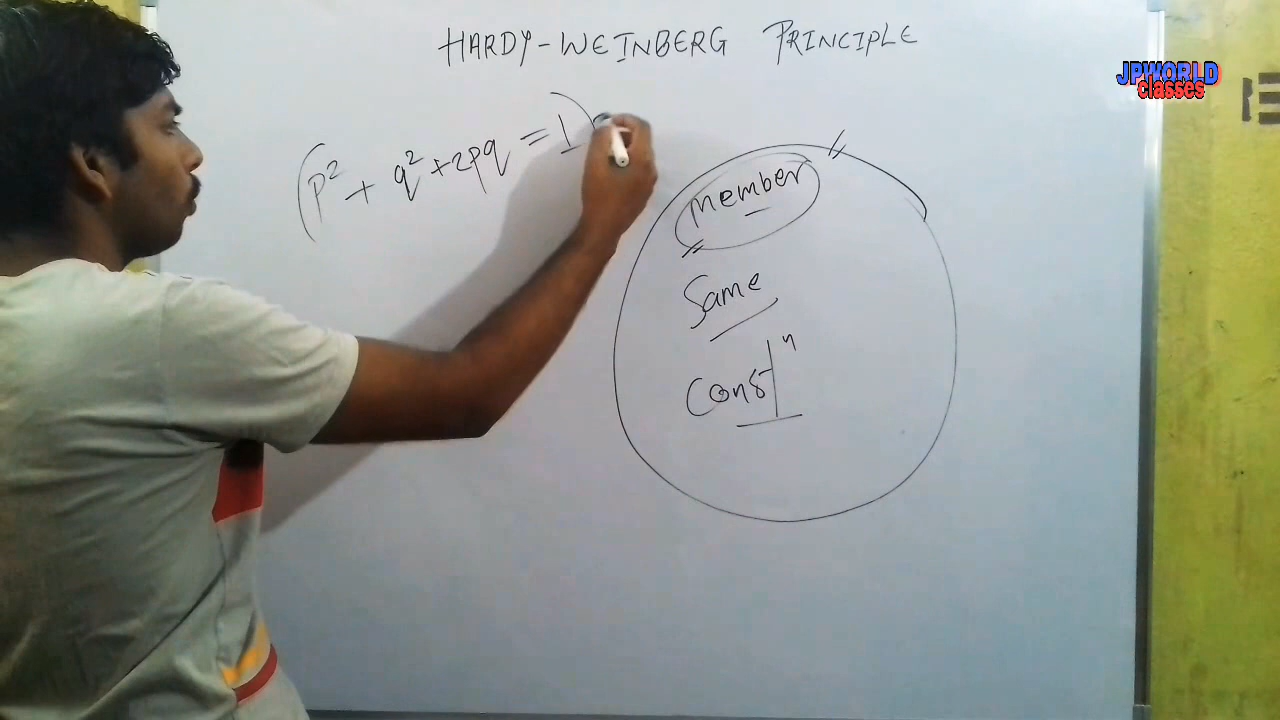 HARDY-WEINBERG PRINCIPLE
JPWORLD
classes
(p² + q² + 2pq = 1)
member
Same
Constⁿ